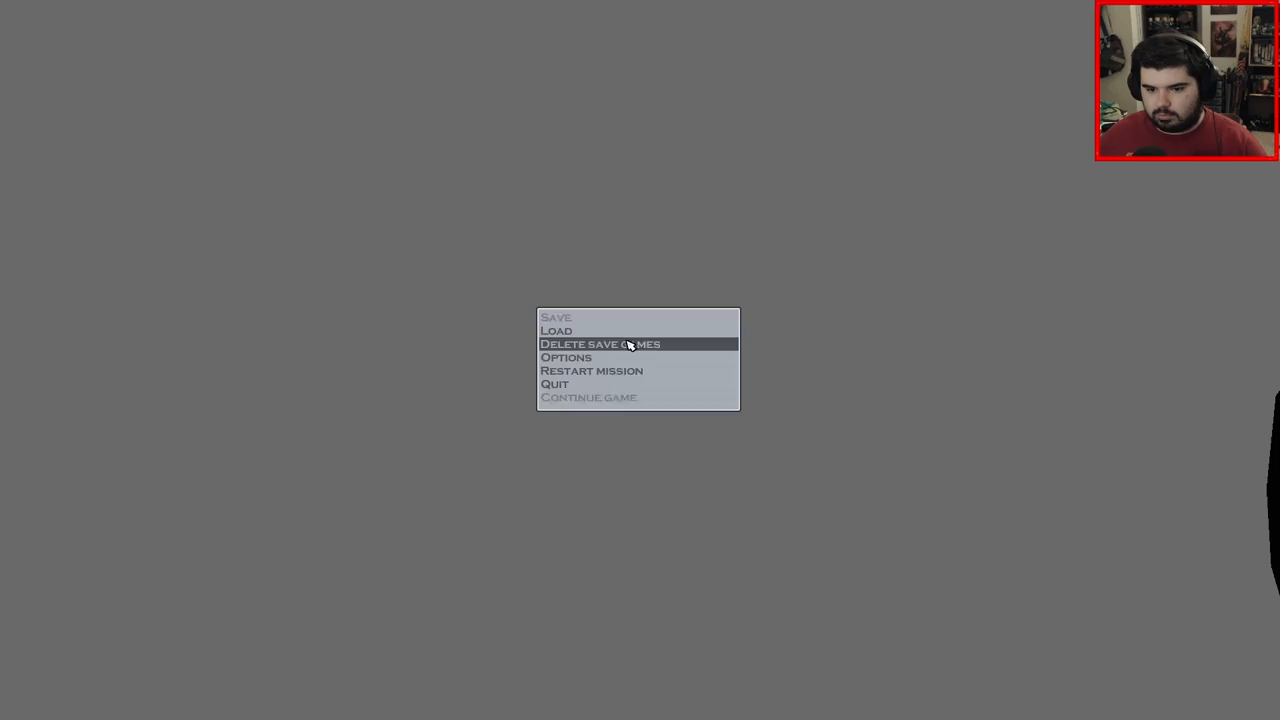 Save
Load
Delete save games
Options
Restart mission
Quit
Continue game